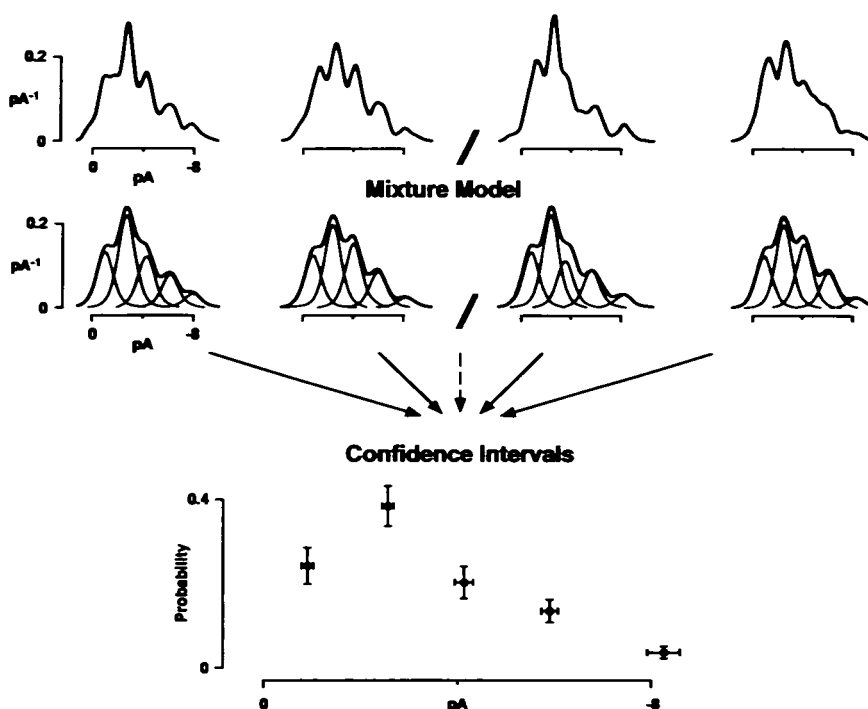 0.2
pA-1
0
0 -8
pA
Mixture Model
0.2
pA-1
0
0 -8
pA
Confidence Intervals
0.4
Probability
0
0 pA -8